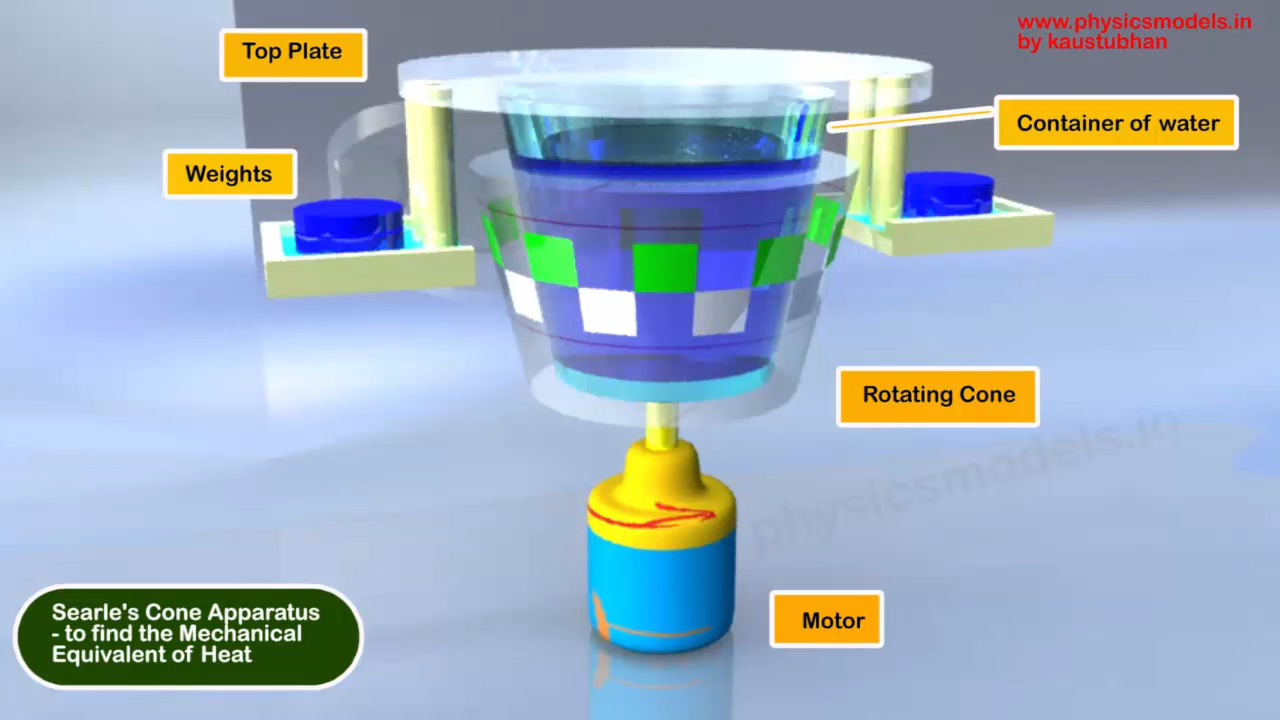 www.physicsmodels.in
by kaustubhan
Top Plate
Container of water
Weights
Rotating Cone
physicsmodels.in
Searle's Cone Apparatus
- to find the Mechanical
Equivalent of Heat
Motor